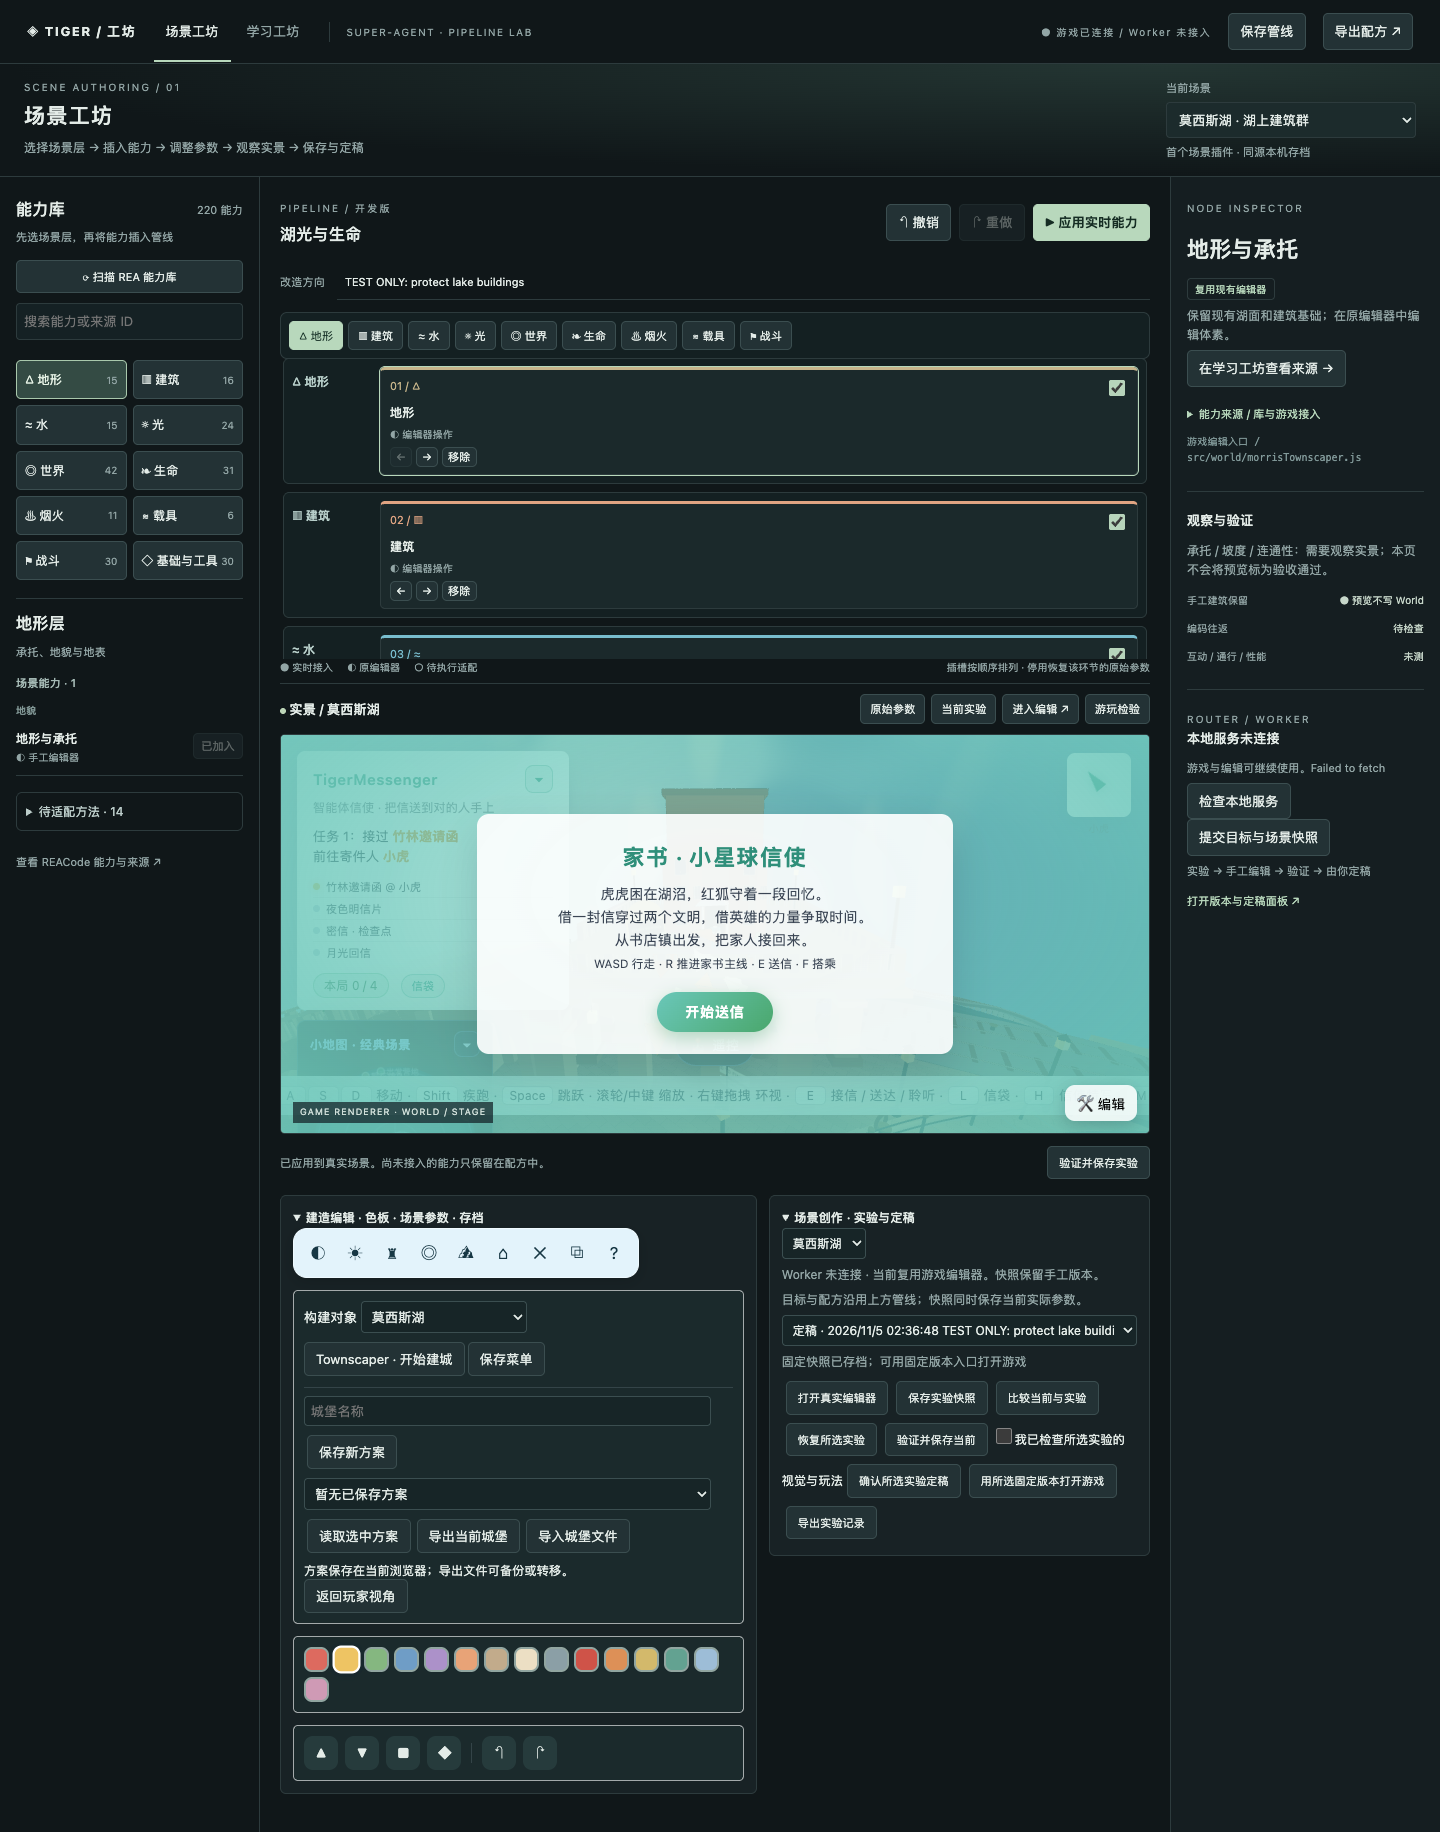 ◈ TIGER / 工坊
场景工坊
学习工坊
SUPER-AGENT · PIPELINE LAB
● 游戏已连接 / Worker 未接入
保存管线
导出配方 ↗
SCENE AUTHORING / 01
场景工坊
选择场景层 → 插入能力 → 调整参数 → 观察实景 → 保存与定稿
当前场景
莫西斯湖 · 湖上建筑群
首个场景插件 · 同源本机存档
能力库
220 能力
先选场景层，再将能力插入管线
⟳ 扫描 REA 能力库
搜索能力或来源 ID
地形 15
建筑 16
≈ 水 15
光 24
◎ 世界 42
生命 31
烟火 11
载具 6
战斗 30
◇ 基础与工具 30
地形层
承托、地貌与地表
场景能力 · 1
地貌
地形与承托
◐ 手工编辑器
已加入
▶ 待适配方法 · 14
查看 REACode 能力与来源 ↗
PIPELINE / 开发版
湖光与生命
撤销
重做
▶ 应用实时能力
改造方向
TEST ONLY: protect lake buildings
地形
建筑
≈ 水
光
◎ 世界
生命
烟火
载具
战斗
地形
01 /
地形
◐ 编辑器操作
← → 移除
建筑
02 /
建筑
◐ 编辑器操作
← → 移除
≈ 水
03 / ≈
● 实时接入 ◐ 原编辑器 ○ 待执行适配
插槽按顺序排列 · 停用恢复该环节的原始参数
● 实景 / 莫西斯湖
原始参数
当前实验
进入编辑 ↗
游玩检验
TigerMessenger
智能体信使 · 把信送到对的人手上
任务 1：接过 竹林邀请函
前往寄件人 小虎
竹林邀请函 @ 小虎
夜色明信片
密信 · 检查点
月光回信
本局 0 / 4
信袋
小地图 · 经典场景
家书 · 小星球信使
虎虎困在湖沼，红狐守着一段回忆。
借一封信穿过两个文明，借英雄的力量争取时间。
从书店镇出发，把家人接回来。
WASD 行走 · R 推进家书主线 · E 送信 · F 搭乘
开始送信
A S D 移动 · Shift 疾跑 · Space 跳跃 · 滚轮/中键 缩放 · 右键拖拽 环视 · E 接信 / 送达 / 聆听 · L 信袋 · H
GAME RENDERER · WORLD / STAGE
编辑
已应用到真实场景。尚未接入的能力只保留在配方中。
验证并保存实验
▼ 建造编辑 · 色板 · 场景参数 · 存档
?
构建对象
莫西斯湖
Townscaper · 开始建城
保存菜单
城堡名称
保存新方案
暂无已保存方案
读取选中方案
导出当前城堡
导入城堡文件
方案保存在当前浏览器；导出文件可备份或转移。
返回玩家视角
▼ 场景创作 · 实验与定稿
莫西斯湖
Worker 未连接 · 当前复用游戏编辑器。快照保留手工版本。
目标与配方沿用上方管线；快照同时保存当前实际参数。
定稿 · 2026/11/5 02:36:48 TEST ONLY: protect lake buildi
固定快照已存档；可用固定版本入口打开游戏
打开真实编辑器
保存实验快照
比较当前与实验
恢复所选实验
验证并保存当前
我已检查所选实验的
视觉与玩法
确认所选实验定稿
用所选固定版本打开游戏
导出实验记录
NODE INSPECTOR
地形与承托
复用现有编辑器
保留现有湖面和建筑基础；在原编辑器中编
辑体素。
在学习工坊查看来源 →
▶ 能力来源 / 库与游戏接入
游戏编辑入口 /
src/world/morrisTownscaper.js
观察与验证
承托 / 坡度 / 连通性：需要观察实景；本页
不会将预览标为验收通过。
手工建筑保留
● 预览不写 World
编码往返
待检查
互动 / 通行 / 性能
未测
ROUTER / WORKER
本地服务未连接
游戏与编辑可继续使用。Failed to fetch
检查本地服务
提交目标与场景快照
实验 → 手工编辑 → 验证 → 由你定稿
打开版本与定稿面板 ↗